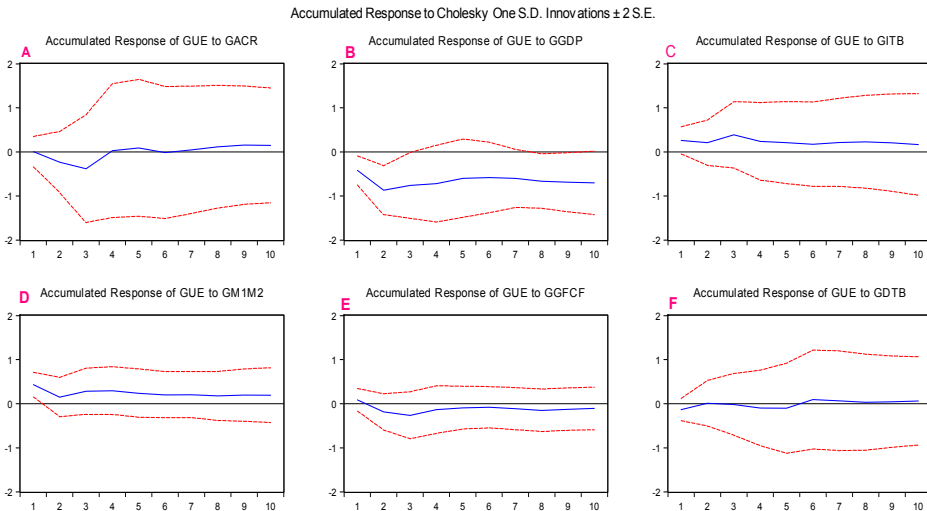 Accumulated Response to Cholesky One S.D. Innovations ± 2 S.E.
A Accumulated Response of GUE to GACR
2
1
0
-1
-2
1 2 3 4 5 6 7 8 9 10
B Accumulated Response of GUE to GGDP
2
1
0
-1
-2
1 2 3 4 5 6 7 8 9 10
C Accumulated Response of GUE to GITB
2
1
0
-1
-2
1 2 3 4 5 6 7 8 9 10
D Accumulated Response of GUE to GM1M2
2
1
0
-1
-2
1 2 3 4 5 6 7 8 9 10
E Accumulated Response of GUE to GGFCF
2
1
0
-1
-2
1 2 3 4 5 6 7 8 9 10
F Accumulated Response of GUE to GDTB
2
1
0
-1
-2
1 2 3 4 5 6 7 8 9 10